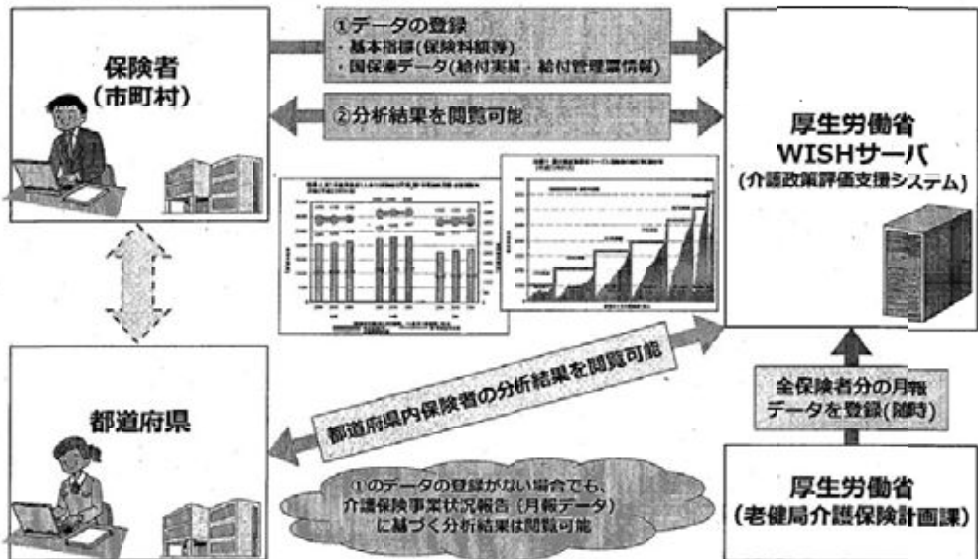 ①データの登録
・基本指標(保険料額等)
・国保連データ(給付実績・給付管理票情報)
保険者
(市町村)
②分析結果を閲覧可能
厚生労働省
WISHサーバ
(介護政策評価支援システム)
都道府県内保険者の分析結果を閲覧可能
全保険者分の月報
データを登録(随時)
都道府県
①のデータの登録がない場合でも、
介護保険事業状況報告(月報データ)
に基づく分析結果は閲覧可能
厚生労働省
(老健局介護保険計画課)